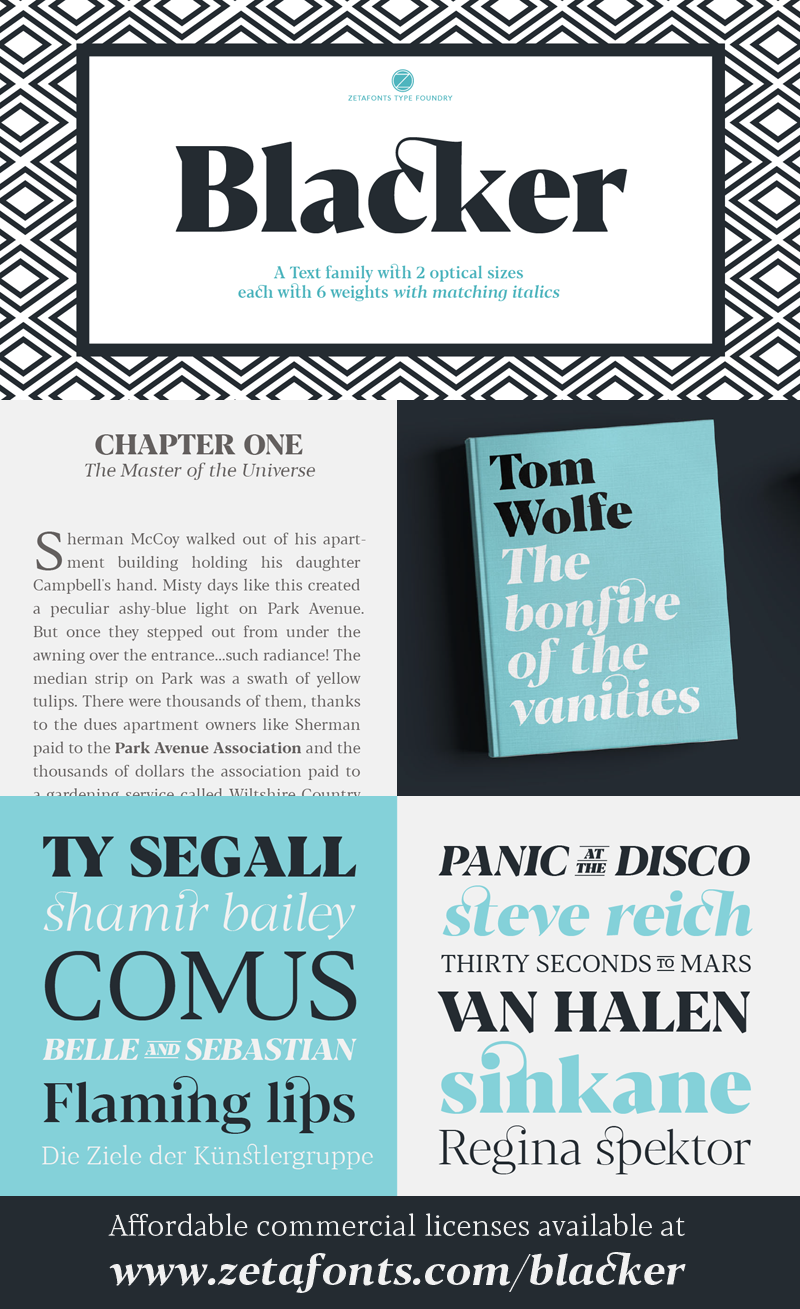 ZETAFONTS TYPE FOUNDRY
Blacker
A Text family with 2 optical sizes
each with 6 weights with matching italics
CHAPTER ONE
The Master of the Universe
Sherman McCoy walked out of his apart-
ment building holding his daughter
Campbell's hand. Misty days like this created
a peculiar ashy-blue light on Park Avenue.
But once they stepped out from under the
awning over the entrance...such radiance! The
median strip on Park was a swath of yellow
tulips. There were thousands of them, thanks
to the dues apartment owners like Sherman
paid to the Park Avenue Association and the
thousands of dollars the association paid to
a gardening service called Wiltshire Country
Tom
Wolfe
The
bonfire
of the
vanities
TY SEGALL
shamir bailey
COMUS
BELLE AND SEBASTIAN
Flaming lips
Die Ziele der Künstlergruppe
PANIC AT THE DISCO
steve reich
THIRTY SECONDS TO MARS
VAN HALEN
sinkane
Regina spektor
Affordable commercial licenses available at
www.zetafonts.com/blacker